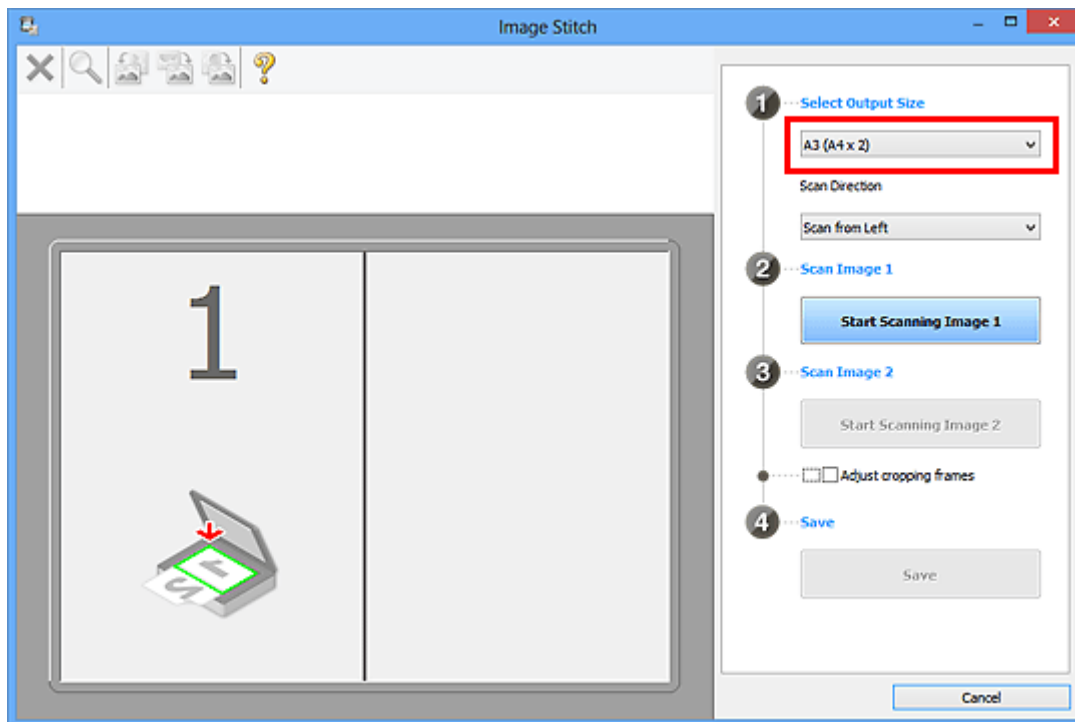 Image Stitch
1 Select Output Size
A3 (A4 x 2)
Scan Direction
Scan from Left
2 Scan Image 1
Start Scanning Image 1
3 Scan Image 2
Start Scanning Image 2
Adjust cropping frames
4 Save
Save
Cancel
1